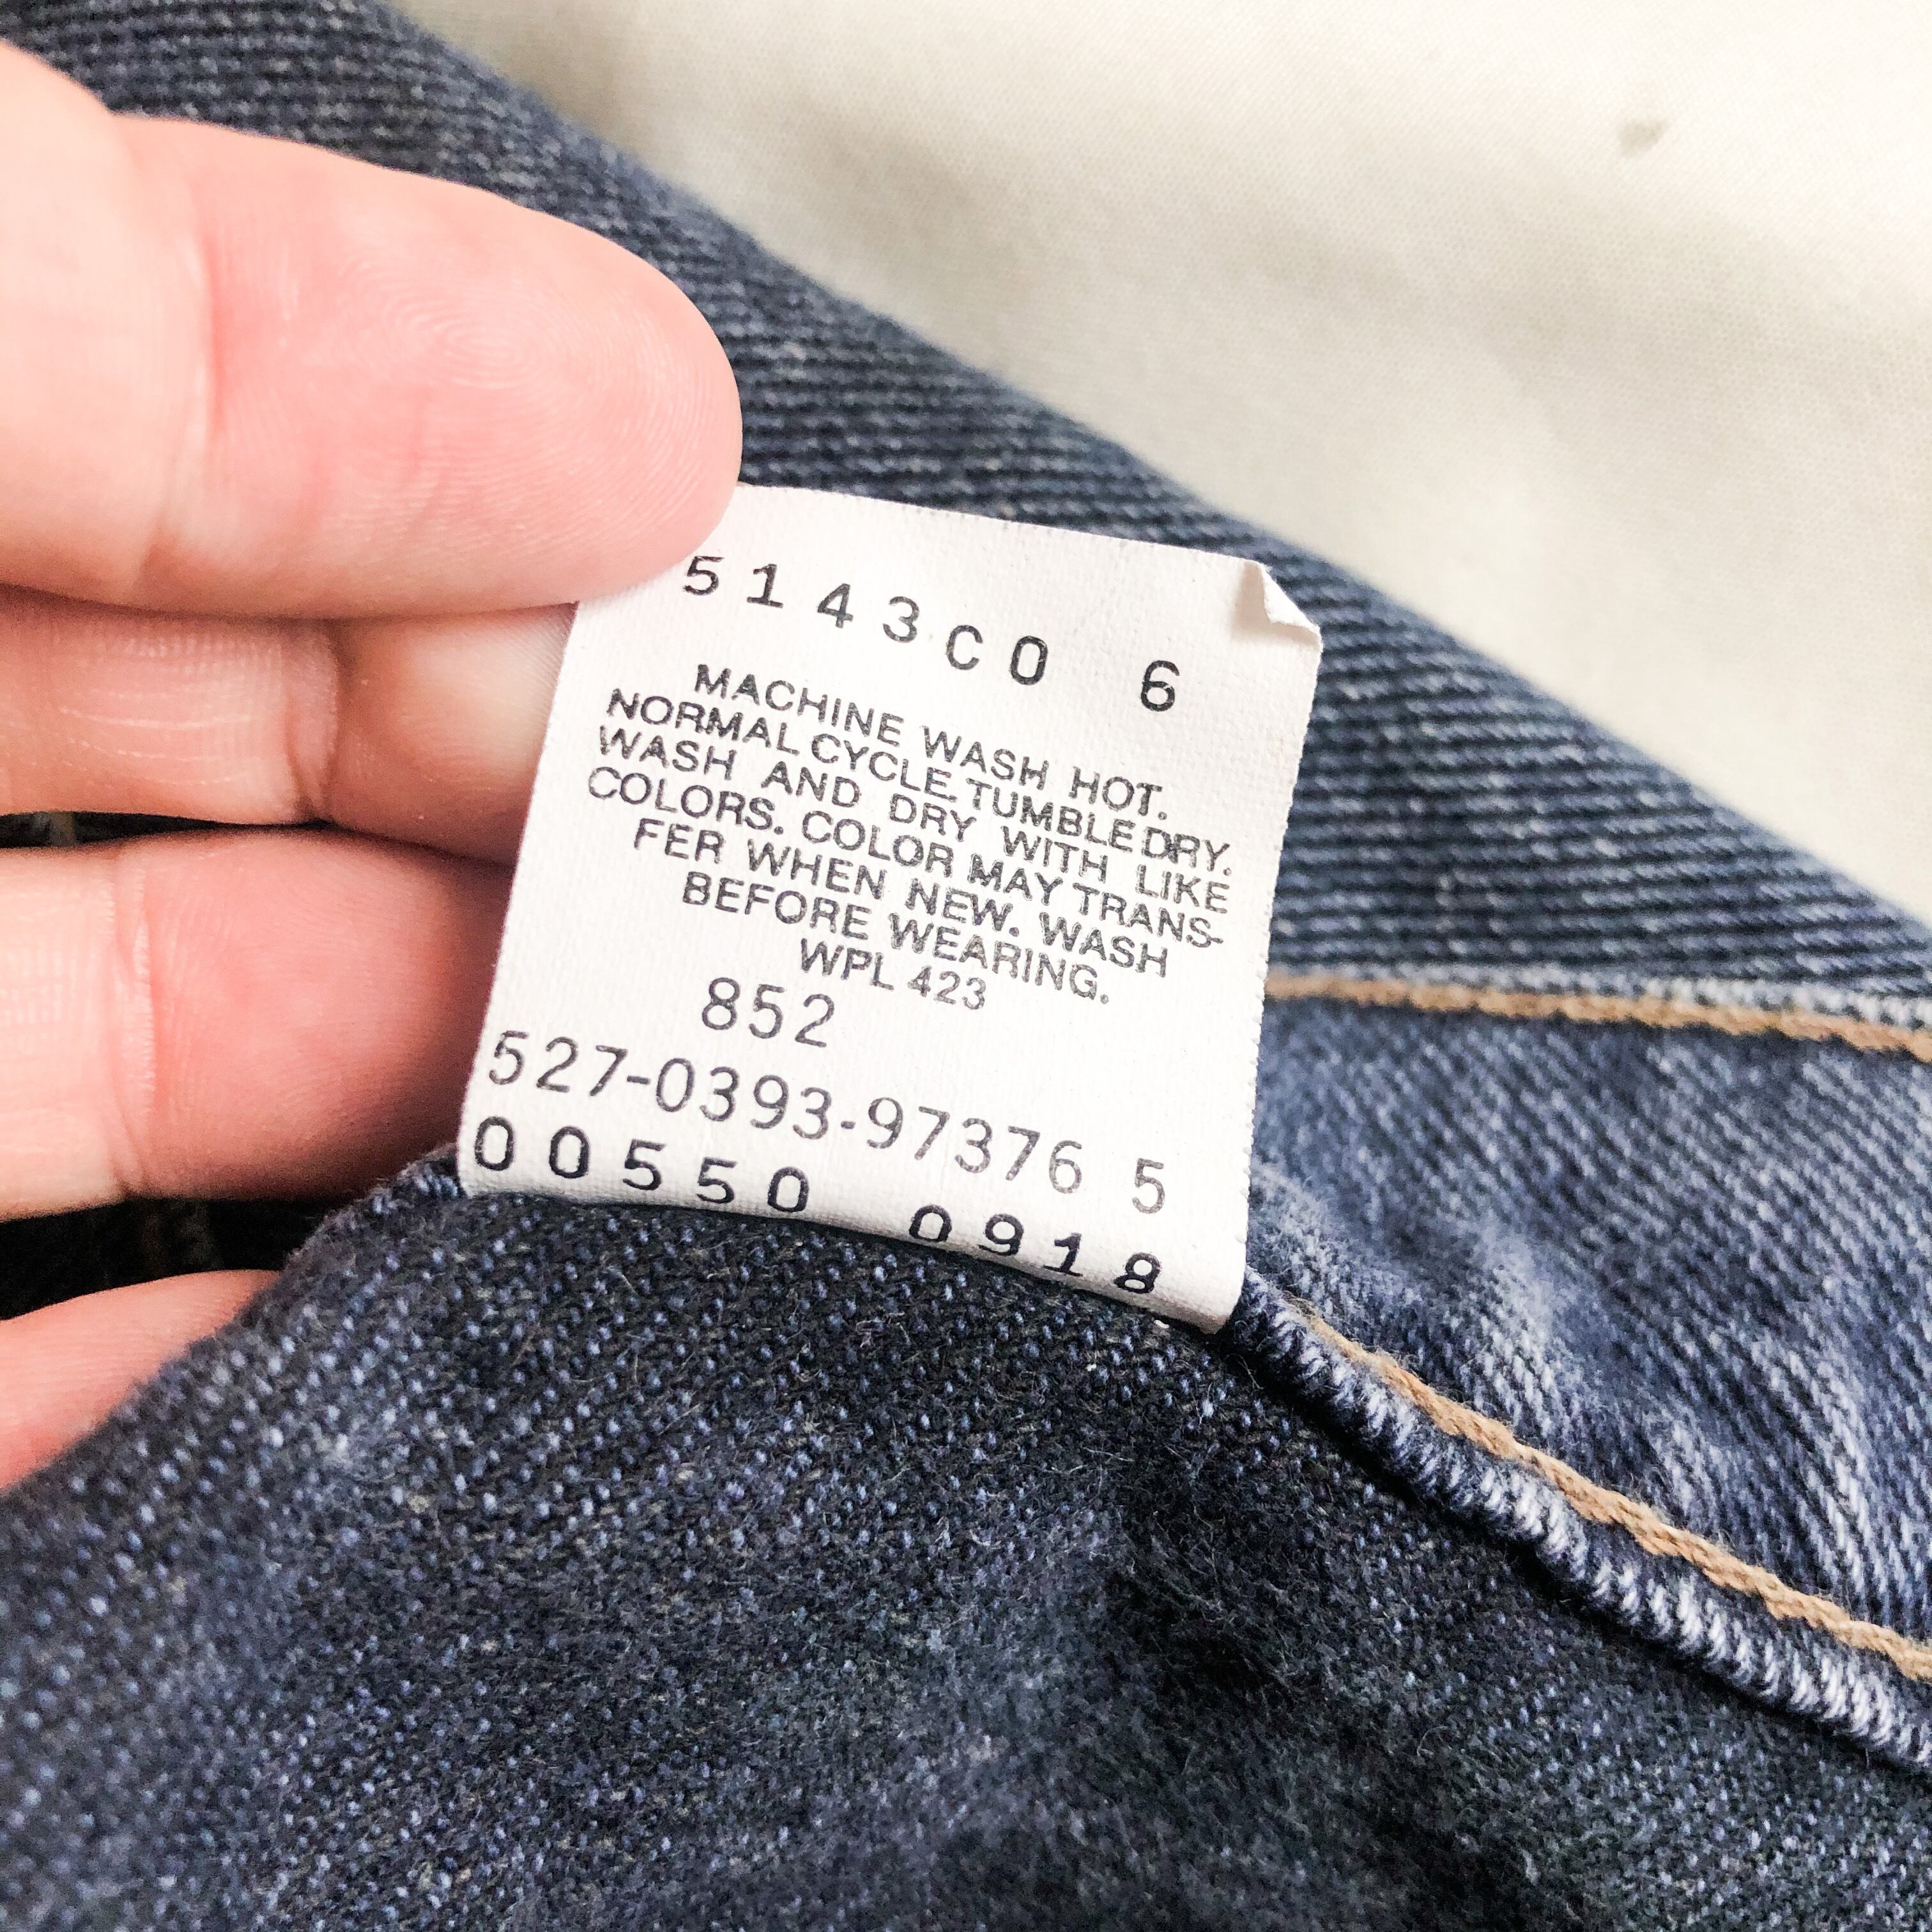 5143C0 6
MACHINE WASH HOT.
NORMAL CYCLE. TUMBLE DRY.
WASH AND DRY WITH LIKE
COLORS. COLOR MAY TRANS-
FER WHEN NEW. WASH
BEFORE WEARING.
WPL 423
852
527-0393-97376 5
00550 0918